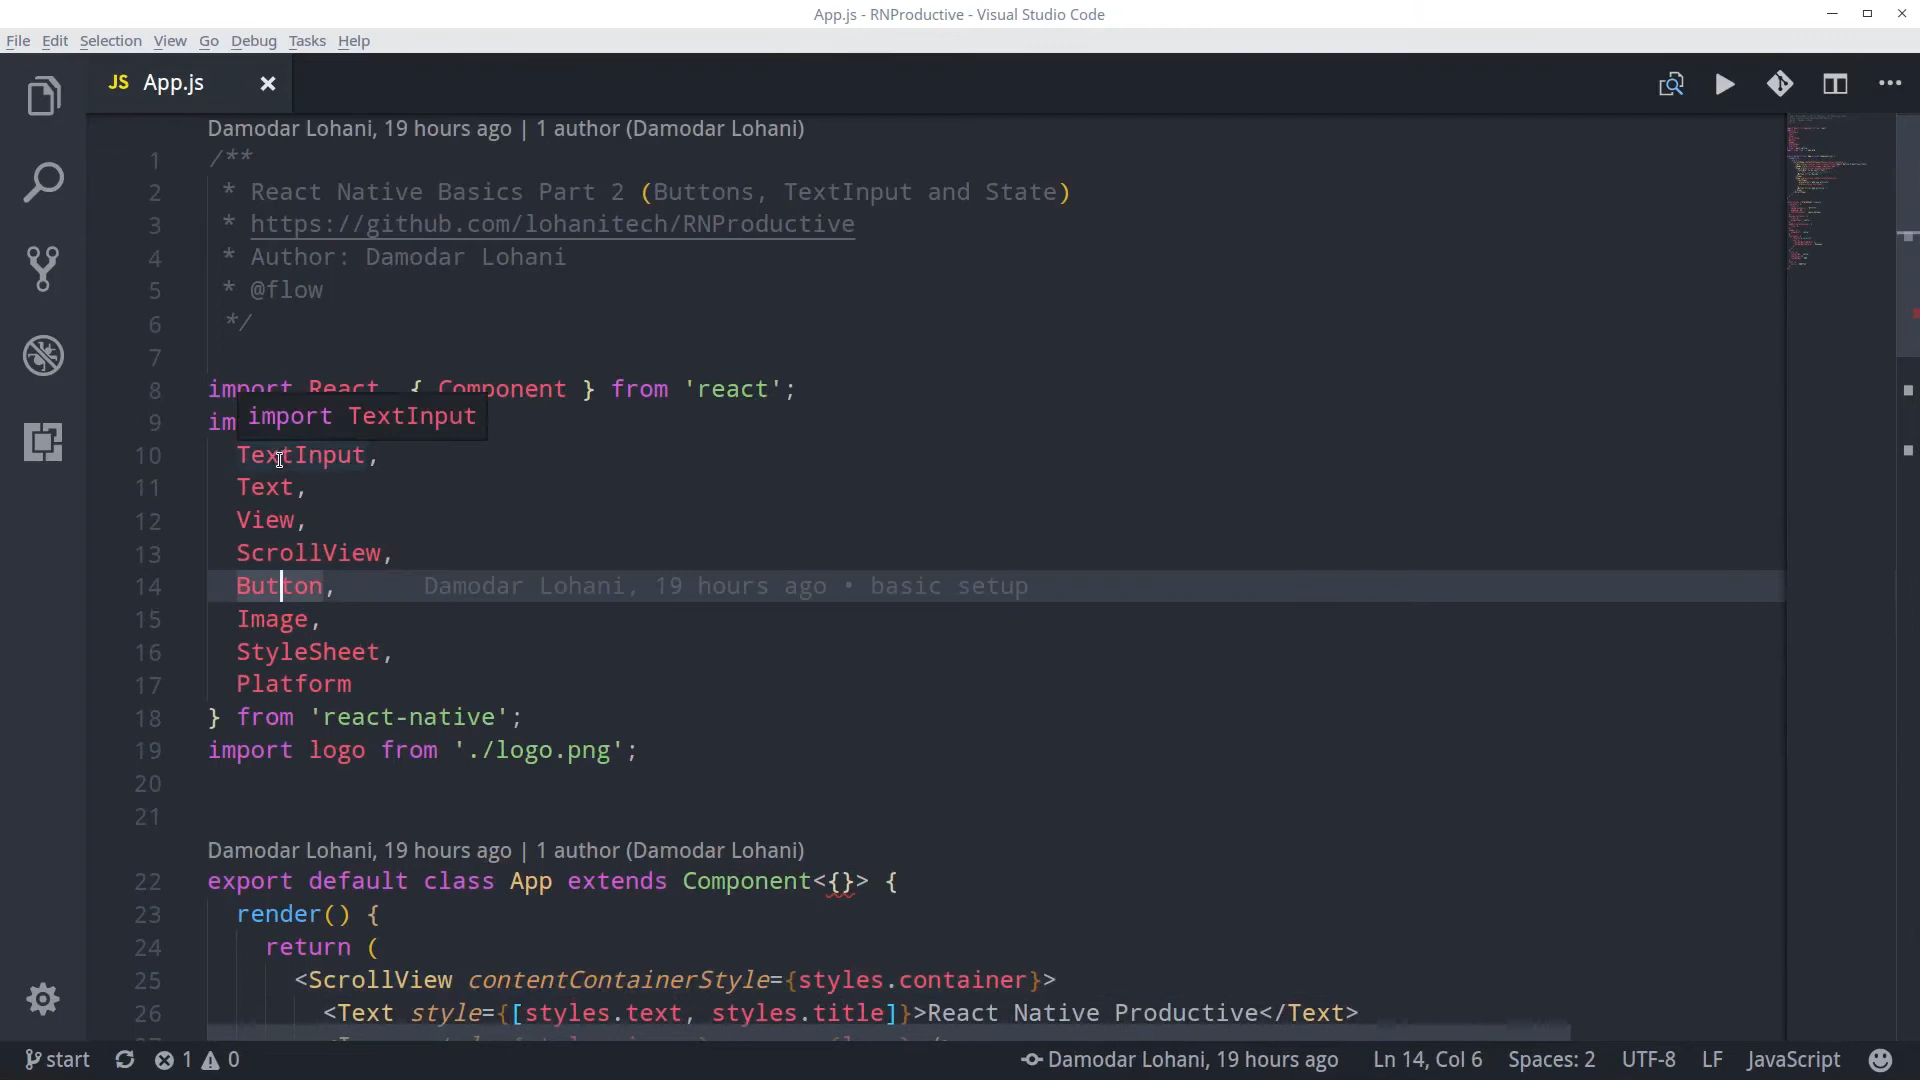 App.js - RNProductive - Visual Studio Code
File Edit Selection View Go Debug Tasks Help
JS App.js
Damodar Lohani, 19 hours ago | 1 author (Damodar Lohani)
1 /**
2 * React Native Basics Part 2 (Buttons, TextInput and State)
3 * https://github.com/lohanitech/RNProductive
4 * Author: Damodar Lohani
5 * @flow
6 */
7
8 import React, { Component } from 'react';
import TextInput
9 im
10 TextInput,
11 Text,
12 View,
13 ScrollView,
14 Button, Damodar Lohani, 19 hours ago • basic setup
15 Image,
16 StyleSheet,
17 Platform
18 } from 'react-native';
19 import logo from './logo.png';
20
21
Damodar Lohani, 19 hours ago | 1 author (Damodar Lohani)
22 export default class App extends Component<{}> {
23 render() {
24 return (
25 <ScrollView contentContainerStyle={styles.container}>
26 <Text style={[styles.text, styles.title]}>React Native Productive</Text>
start 1 0 Damodar Lohani, 19 hours ago Ln 14, Col 6 Spaces: 2 UTF-8 LF JavaScript